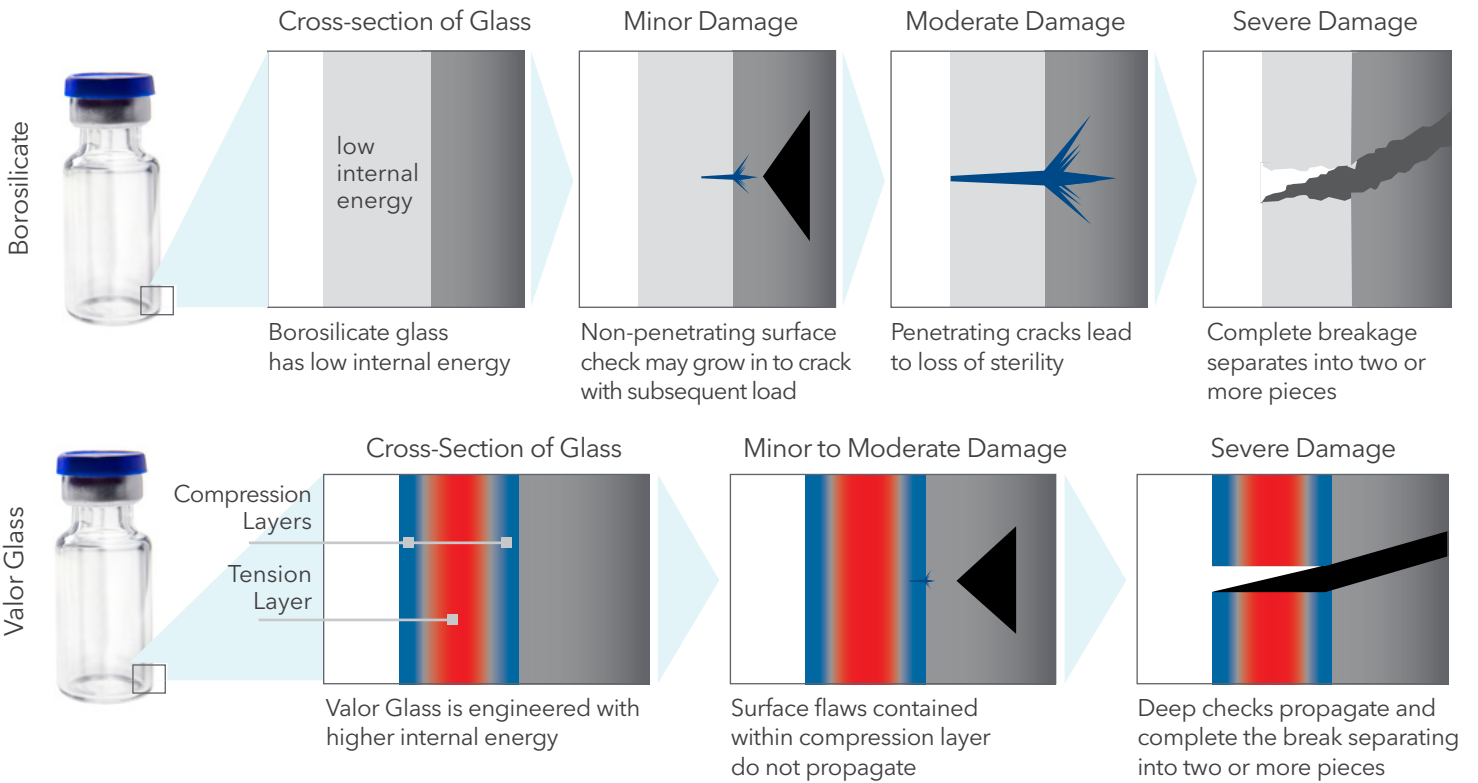 Cross-section of Glass
Minor Damage
Moderate Damage
Severe Damage
Borosilicate
low
internal
energy
Borosilicate glass
has low internal energy
Non-penetrating surface
check may grow in to crack
with subsequent load
Penetrating cracks lead
to loss of sterility
Complete breakage
separates into two or
more pieces
Cross-Section of Glass
Minor to Moderate Damage
Severe Damage
Valor Glass
Compression
Layers
Tension
Layer
Valor Glass is engineered with
higher internal energy
Surface flaws contained
within compression layer
do not propagate
Deep checks propagate and
complete the break separating
into two or more pieces